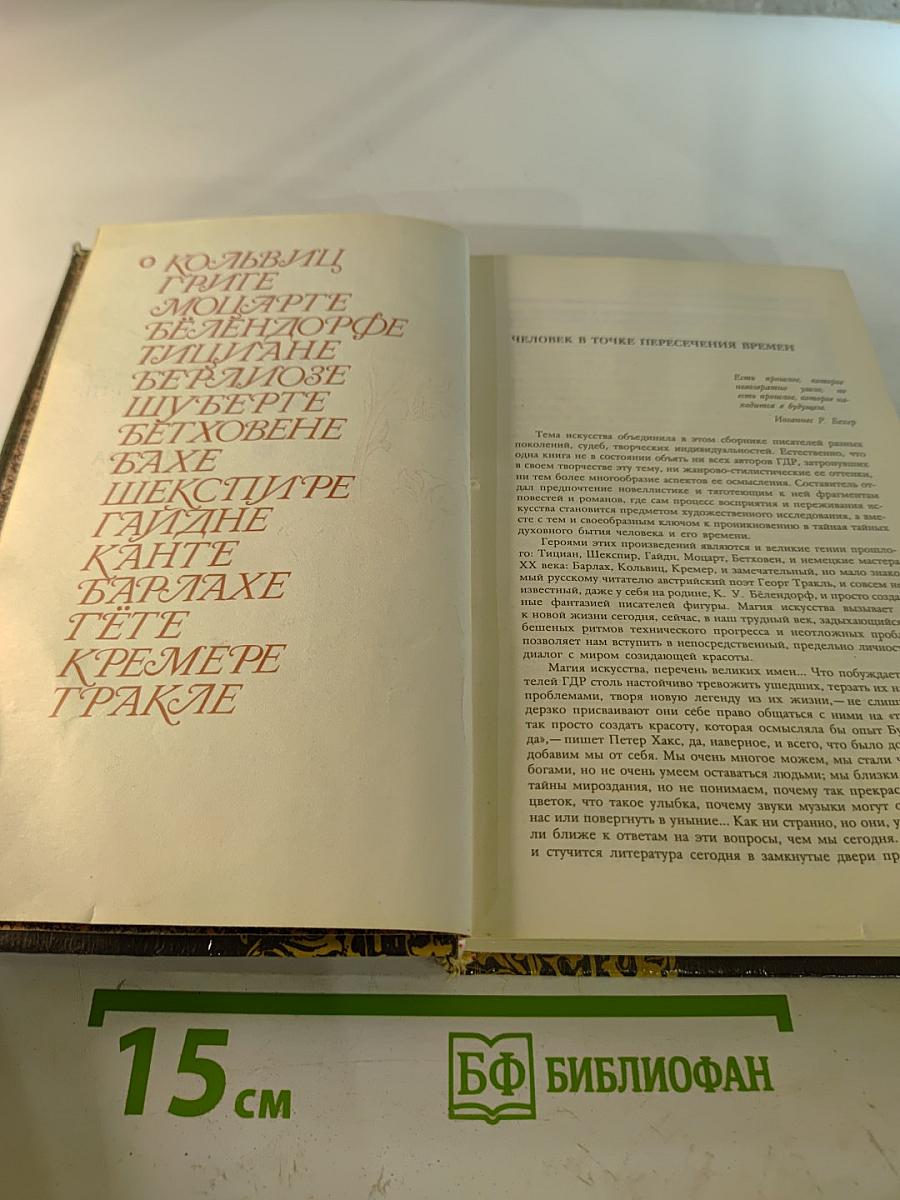 О КОЛЬВИЦ
ГРИГЕ
МОЦАРТЕ
БЁЛЕНДОРФЕ
ТИЦИАНЕ
БЕРЛИОЗЕ
ШУБЕРТЕ
БЕТХОВЕНЕ
БАХЕ
ШЕКСПИРЕ
ГАЙДНЕ
КАНТЕ
БАРЛАХЕ
ГЁТЕ
КРЕМЕРЕ
ТРАКЛЕ
ЧЕЛОВЕК В ТОЧКЕ ПЕРЕСЕЧЕНИЯ ВРЕМЕН
Есть прошлое, которое
невозвратно ушло, но
есть прошлое, которое на-
ходится в будущем.
Иоганнес Р. Бехер
Тема искусства объединила в этом сборнике писателей разных
поколений, судеб, творческих индивидуальностей. Естественно, что
одна книга не в состоянии объять ни всех авторов ГДР, затронувших
в своем творчестве эту тему, ни жанрово-стилистические ее оттенки,
ни тем более многообразие аспектов ее осмысления. Составитель от-
дал предпочтение новеллистике и тяготеющим к ней фрагментам
повестей и романов, где сам процесс восприятия и переживания ис-
кусства становится предметом художественного исследования, а вме-
сте с тем и своеобразным ключом к проникновению в тайная тайных
духовного бытия человека и его времени.
Героями этих произведений являются и великие гении прошло-
го: Тициан, Шекспир, Гайдн, Моцарт, Бетховен, и немецкие мастера
XX века: Барлах, Кольвиц, Кремер, и замечательный, но мало знако-
мый русскому читателю австрийский поэт Георг Тракль, и совсем не
известный, даже у себя на родине, К. У. Бёлендорф, и просто созда
ные фантазией писателей фигуры. Магия искусства вызывает
к новой жизни сегодня, сейчас, в наш трудный век, задыхающийся
бешеных ритмов технического прогресса и неотложных пробл
позволяет нам вступить в непосредственный, предельно личнос
диалог с миром созидающей красоты.
Магия искусства, перечень великих имен... Что побуждает
телей ГДР столь настойчиво тревожить ушедших, терзать их н
проблемами, творя новую легенду из их жизни,— не слиш
дерзко присваивают они себе право общаться с ними на «т
так просто создать красоту, которая осмысляла бы опыт Бу
да»,— пишет Петер Хакс, да, наверное, и всего, что было до
добавим мы от себя. Мы очень многое можем, мы стали ч
богами, но не очень умеем оставаться людьми; мы близки
тайны мироздания, но не понимаем, почему так прекрас
цветок, что такое улыбка, почему звуки музыки могут о
нас или повергнуть в уныние... Как ни странно, но они, у
ли ближе к ответам на эти вопросы, чем мы сегодня.
и стучится литература сегодня в замкнутые двери пр
15 см
БФ БИБЛИОФАН